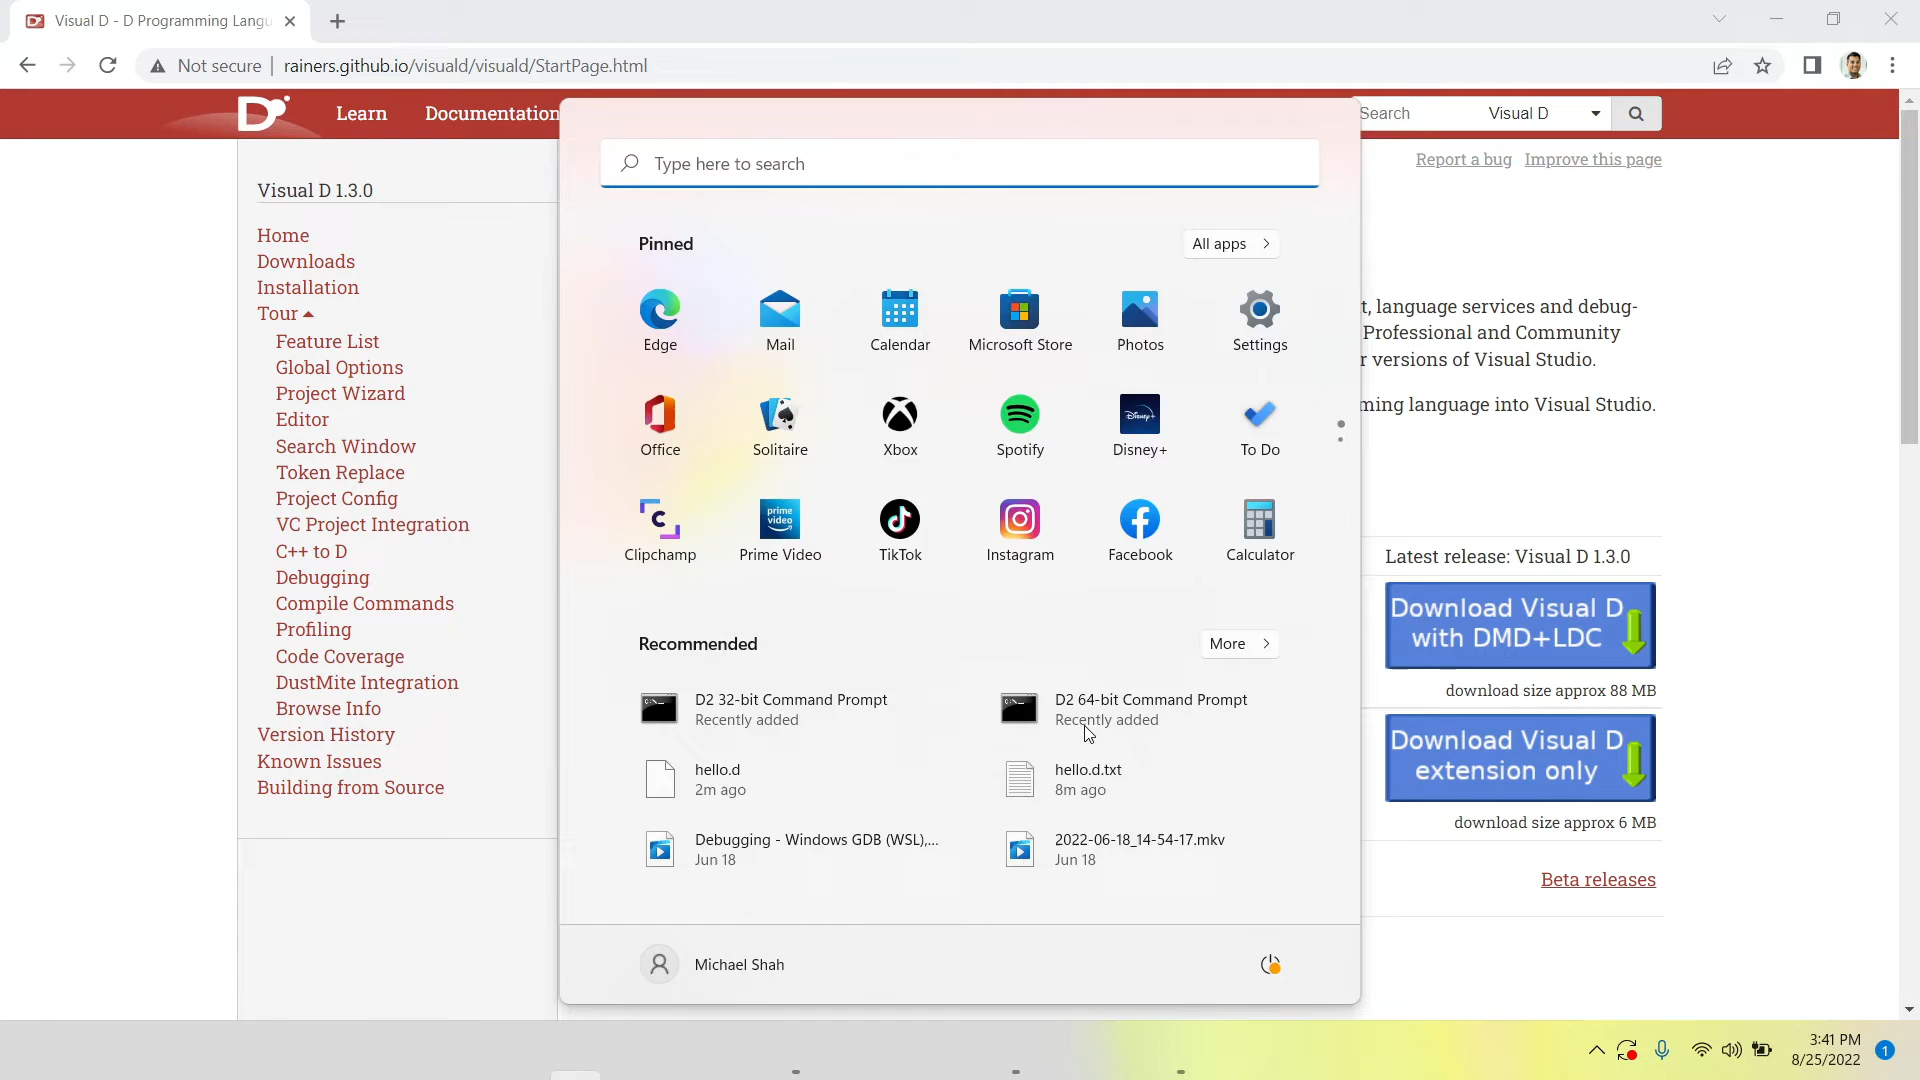 Visual D - D Programming Langu
Not secure
rainers.github.io/visuald/visuald/StartPage.html
D
Learn
Documentation
Search
Visual D
Report a bug
Improve this page
Visual D 1.3.0
Home
Downloads
Installation
Tour
Feature List
Global Options
Project Wizard
Editor
Search Window
Token Replace
Project Config
VC Project Integration
C++ to D
Debugging
Compile Commands
Profiling
Code Coverage
DustMite Integration
Browse Info
Version History
Known Issues
Building from Source
Type here to search
Pinned
All apps
Edge
Mail
Calendar
Microsoft Store
Photos
Settings
Office
Solitaire
Xbox
Spotify
Disney+
Disney+
To Do
C
prime video
Clipchamp
Prime Video
TikTok
Instagram
Facebook
Calculator
Recommended
More
C:\_
D2 32-bit Command Prompt
Recently added
C:\_
D2 64-bit Command Prompt
Recently added
hello.d
2m ago
hello.d.txt
8m ago
Debugging - Windows GDB (WSL),...
Jun 18
2022-06-18_14-54-17.mkv
Jun 18
Michael Shah
t, language services and debug-
Professional and Community
r versions of Visual Studio.
ming language into Visual Studio.
Latest release: Visual D 1.3.0
Download Visual D
with DMD+LDC
download size approx 88 MB
Download Visual D
extension only
download size approx 6 MB
Beta releases
3:41 PM
8/25/2022
1